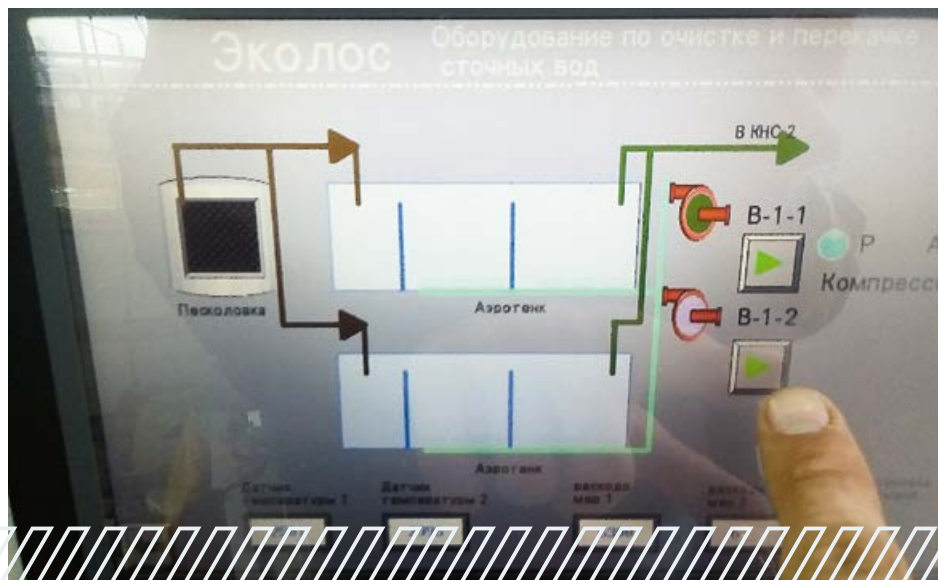 Эколос
Оборудование по очистке и перекачке
сточных вод
В КНС-2
В-1-1
Р А
Компрессо
Песколовка
Аэротенк
В-1-2
Аэротенк
Датчик
температуры 1
Датчик
температуры 2
расходо
мер 1